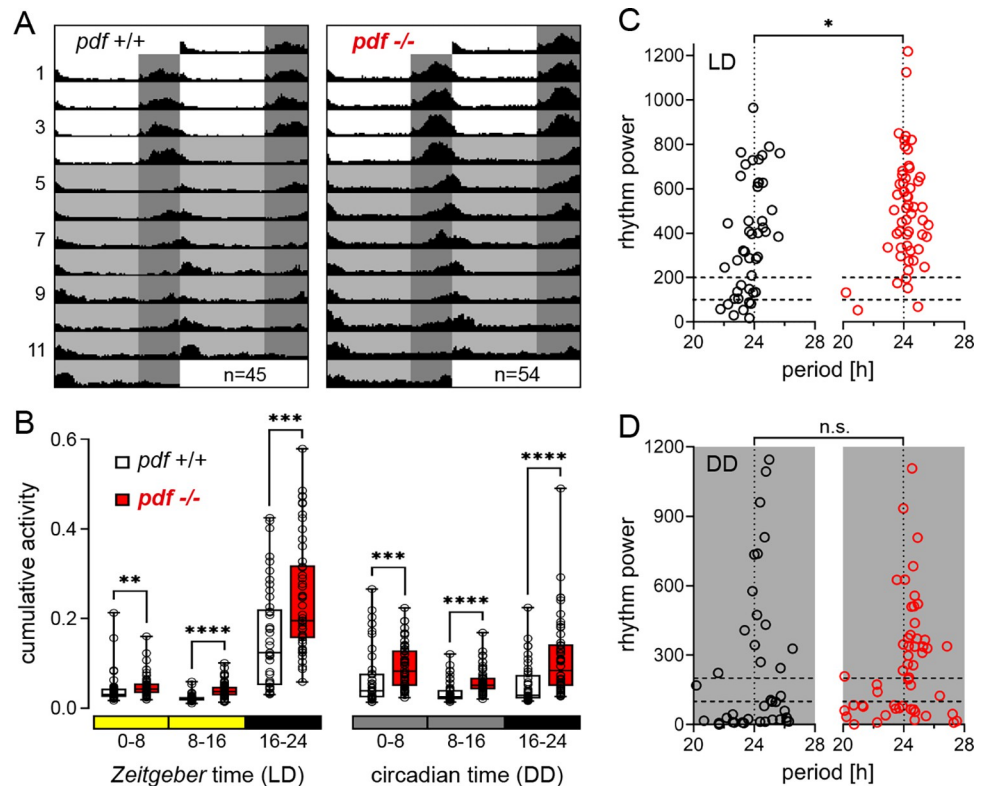 A
pdf +/+
pdf -/-
1
3
5
7
9
11
n=45
n=54
B
cumulative activity
0.6
0.4
0.2
0.0
pdf +/+
pdf -/-
**
****
***
***
****
****
0-8
8-16
16-24
0-8
8-16
16-24
Zeitgeber time (LD)
circadian time (DD)
C
*
LD
rhythm power
1200
1000
800
600
400
200
0
20
24
28
20
24
28
period [h]
period [h]
D
n.s.
DD
rhythm power
1200
900
600
300
0
20
24
28
20
24
28
period [h]
period [h]